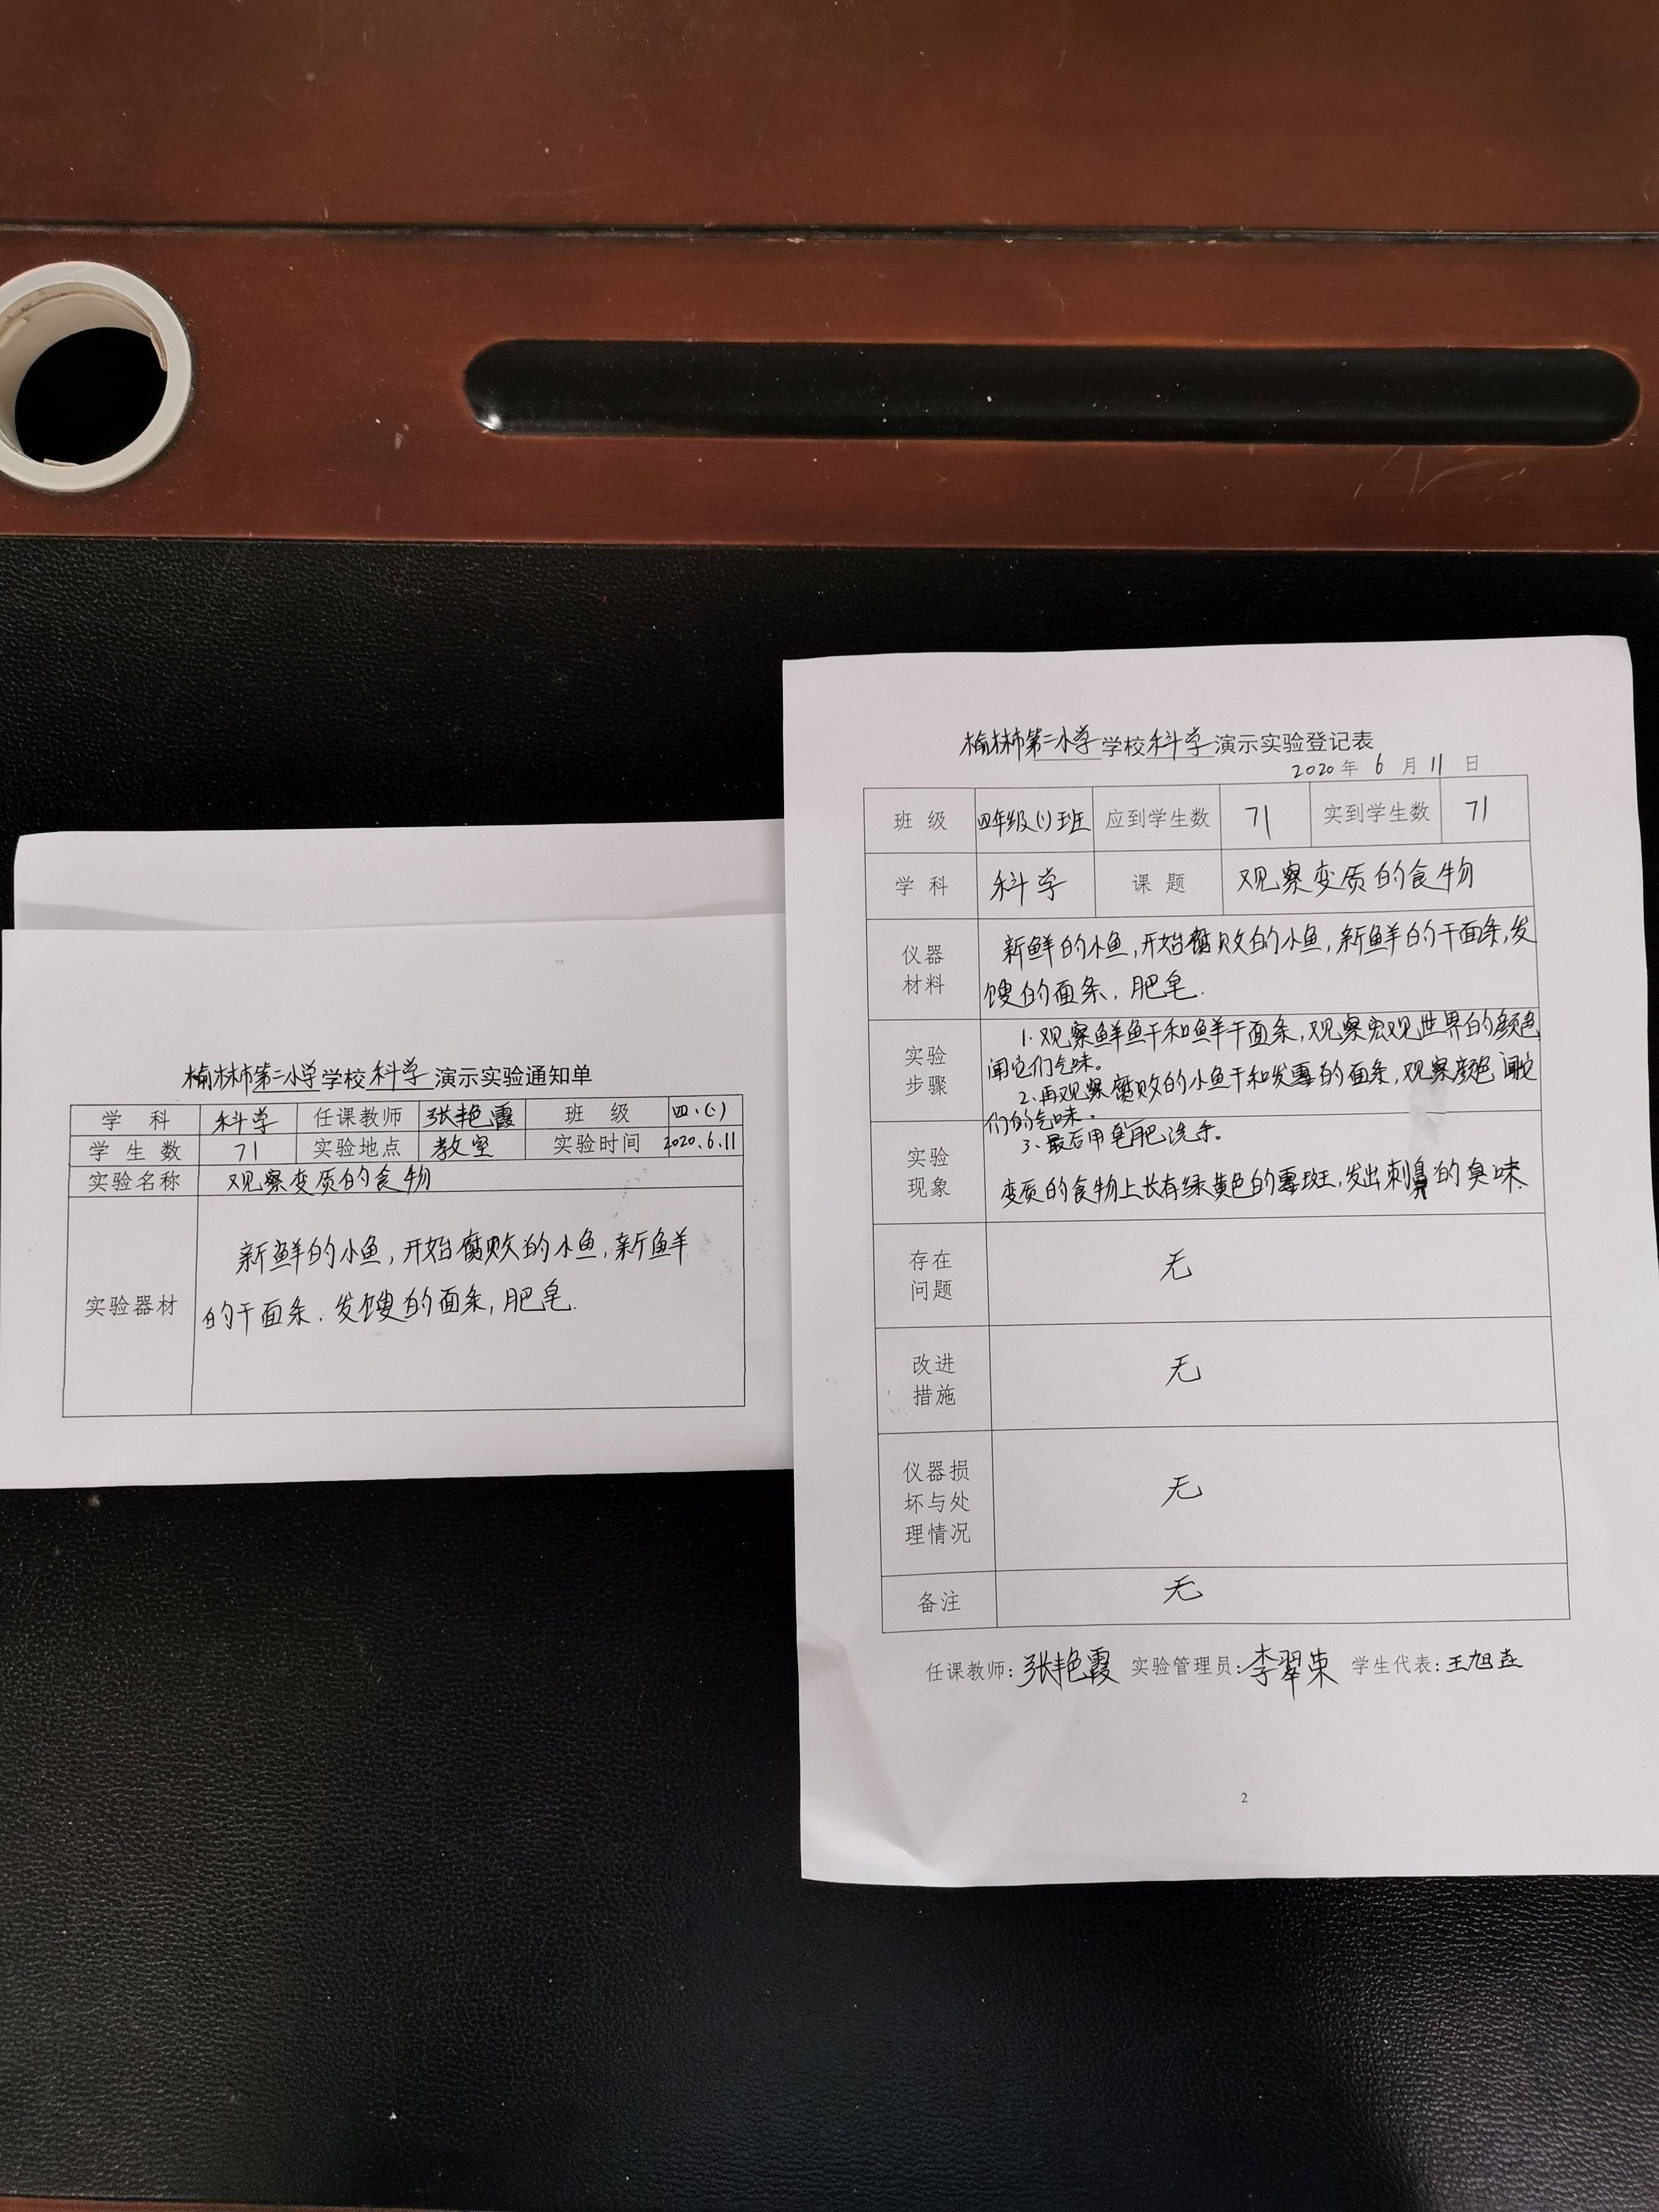 榆林市第二小学学校科学演示实验通知单
学 科 科学 任课教师 张艳霞 班 级 四.(1)
学 生 数 71 实验地点 教室 实验时间 2020.6.11
实验名称 观察变质的食物
实验器材
新鲜的小鱼,开始腐败的小鱼,新鲜
的干面条.发馊的面条,肥皂.
榆林市第二小学学校科学演示实验登记表
2020年 6 月 11 日
班 级 四年级(1)班 应到学生数 71 实到学生数 71
学 科 科学 课 题 观察变质的食物
仪器
材料
新鲜的小鱼,开始腐败的小鱼,新鲜的干面条,发
馊的面条,肥皂.
实验
步骤
1.观察鲜鱼干和鲜干面条,观察宏观世界的颜色
闻它们气味。
2.再观察腐败的小鱼干和发霉的面条,观察颜色闻它
们的气味。
3.最后用皂肥洗手。
实验
现象
变质的食物上长有绿黄色的霉斑,发出刺鼻的臭味.
存在
问题
无
改进
措施
无
仪器损
坏与处
理情况
无
备注 无
任课教师:张艳霞 实验管理员:李翠 学生代表:王旭
2